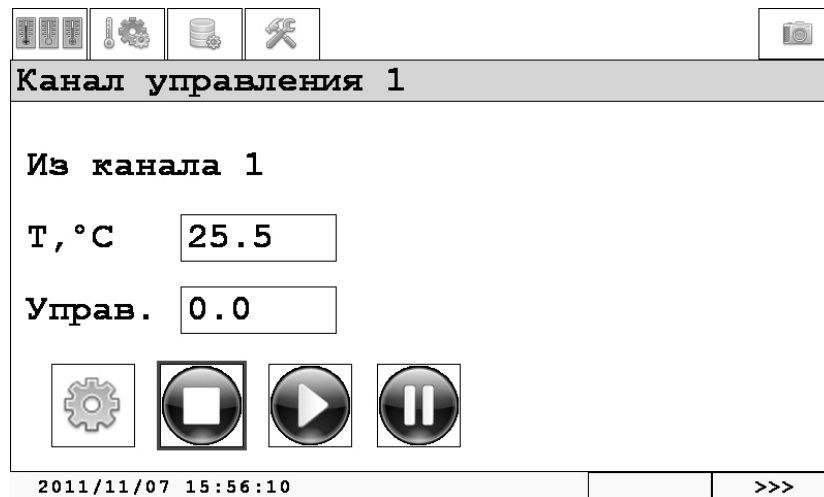 Канал управления 1
Из канала 1
T,°C 25.5
Управ. 0.0
2011/11/07 15:56:10 >>>